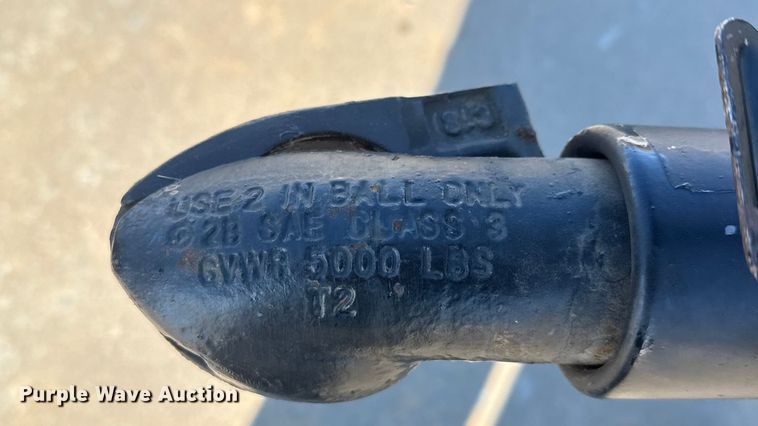 USE 2 IN BALL ONLY
2B SAE CLASS 3
GVWR 5000 LBS
T2
Purple Wave Auction